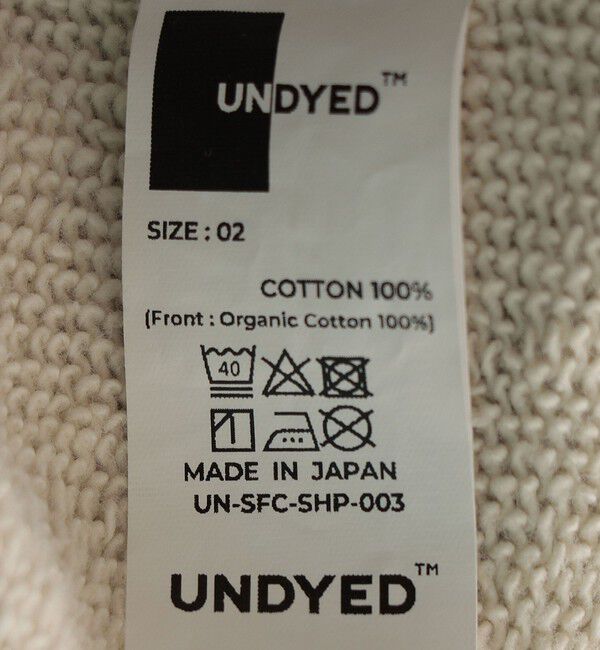 UNDYED™
SIZE : 02
COTTON 100%
(Front : Organic Cotton 100%)
40
MADE IN JAPAN
UN-SFC-SHP-003
UNDYED™